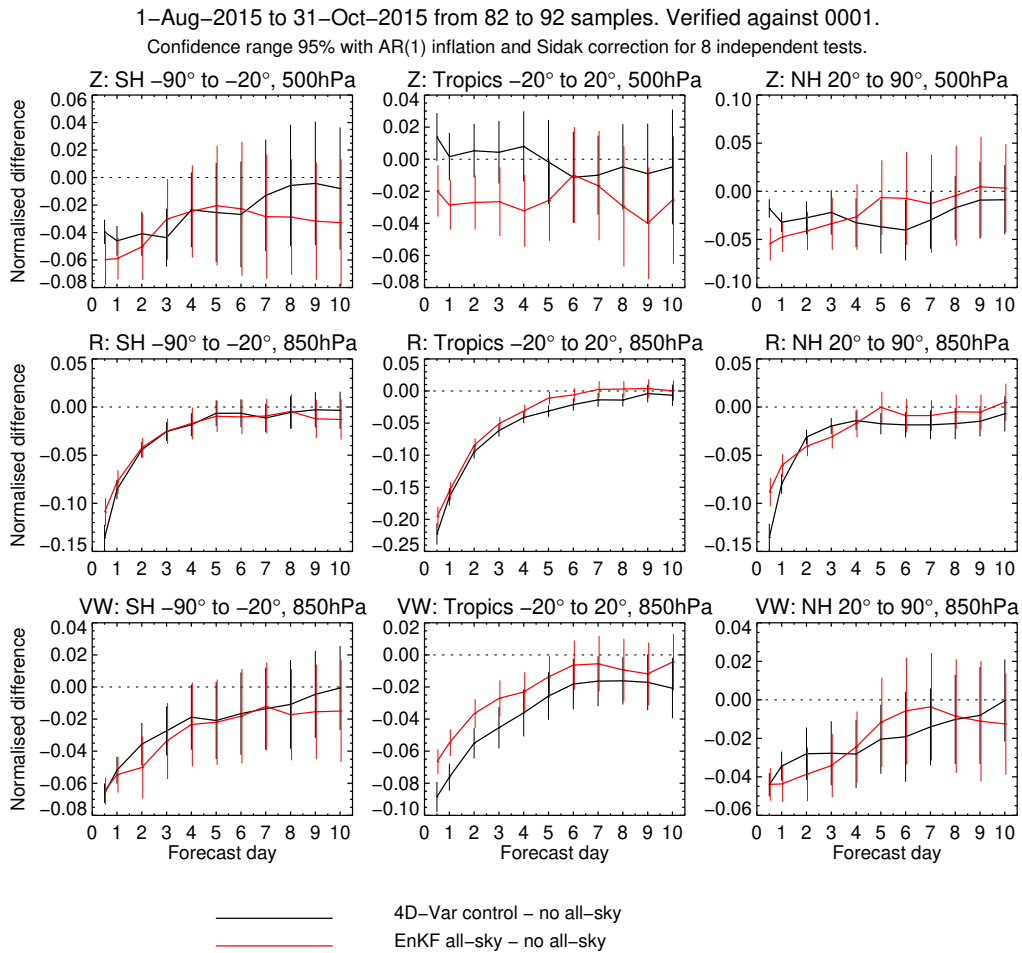 1−Aug−2015 to 31−Oct−2015 from 82 to 92 samples. Verified against 0001.
Confidence range 95% with AR(1) inflation and Sidak correction for 8 independent tests.
Z: SH −90° to −20°, 500hPa
0.06
0.04
0.02
0.00
−0.02
−0.04
−0.06
−0.08
Normalised difference
0 1 2 3 4 5 6 7 8 9 10
Z: Tropics −20° to 20°, 500hPa
0.04
0.02
0.00
−0.02
−0.04
−0.06
−0.08
0 1 2 3 4 5 6 7 8 9 10
Z: NH 20° to 90°, 500hPa
0.10
0.05
0.00
−0.05
−0.10
0 1 2 3 4 5 6 7 8 9 10
R: SH −90° to −20°, 850hPa
0.05
0.00
−0.05
−0.10
−0.15
Normalised difference
0 1 2 3 4 5 6 7 8 9 10
R: Tropics −20° to 20°, 850hPa
0.05
0.00
−0.05
−0.10
−0.15
−0.20
−0.25
0 1 2 3 4 5 6 7 8 9 10
R: NH 20° to 90°, 850hPa
0.05
0.00
−0.05
−0.10
−0.15
0 1 2 3 4 5 6 7 8 9 10
VW: SH −90° to −20°, 850hPa
0.04
0.02
0.00
−0.02
−0.04
−0.06
−0.08
Normalised difference
0 1 2 3 4 5 6 7 8 9 10
Forecast day
VW: Tropics −20° to 20°, 850hPa
0.02
0.00
−0.02
−0.04
−0.06
−0.08
−0.10
0 1 2 3 4 5 6 7 8 9 10
Forecast day
VW: NH 20° to 90°, 850hPa
0.04
0.02
0.00
−0.02
−0.04
−0.06
0 1 2 3 4 5 6 7 8 9 10
Forecast day
4D−Var control − no all−sky
EnKF all−sky − no all−sky